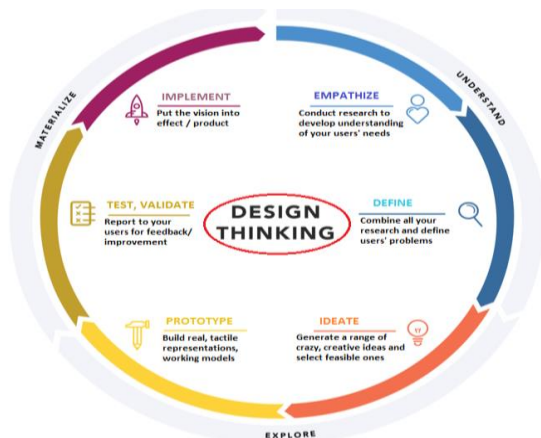 MATERIALIZE
UNDERSTAND
IMPLEMENT
Put the vision into
effect / product
EMPATHIZE
Conduct research to
develop understanding
of your users' needs
TEST, VALIDATE
Report to your
users for feedback/
improvement
DESIGN
THINKING
DEFINE
Combine all your
research and define
users' problems
PROTOTYPE
Build real, tactile
representations,
working models
IDEATE
Generate a range of
crazy, creative ideas and
select feasible ones
EXPLORE